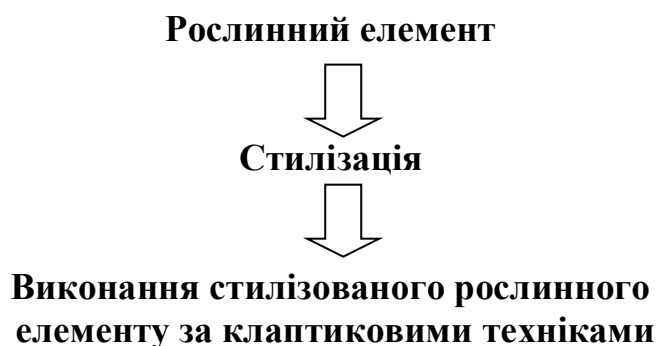 Рослинний елемент
Стилізація
Виконання стилізованого рослинного
елементу за клаптиковими техніками